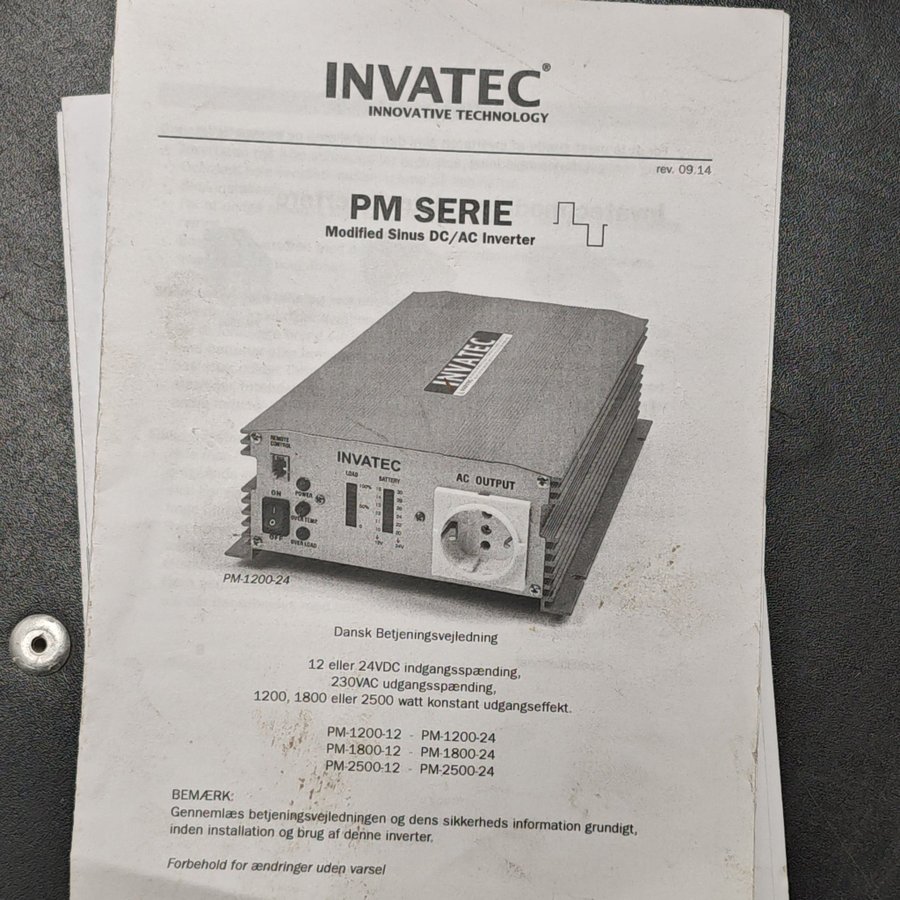 INVATEC®
INNOVATIVE TECHNOLOGY
rev. 09.14
PM SERIE
Modified Sinus DC/AC Inverter
INVATEC
REMOTE CONTROL
INVATEC
LOAD
BATTERY
AC OUTPUT
100%
50%
0
ON
OFF
POWER
OVER TEMP
OVER LOAD
PM-1200-24
Dansk Betjeningsvejledning
12 eller 24VDC indgangsspænding,
230VAC udgangsspænding,
1200, 1800 eller 2500 watt konstant udgangseffekt.
PM-1200-12 - PM-1200-24
PM-1800-12 - PM-1800-24
PM-2500-12 - PM-2500-24
BEMÆRK:
Gennemlæs betjeningsvejledningen og dens sikkerheds information grundigt,
inden installation og brug af denne inverter.
Forbehold for ændringer uden varsel